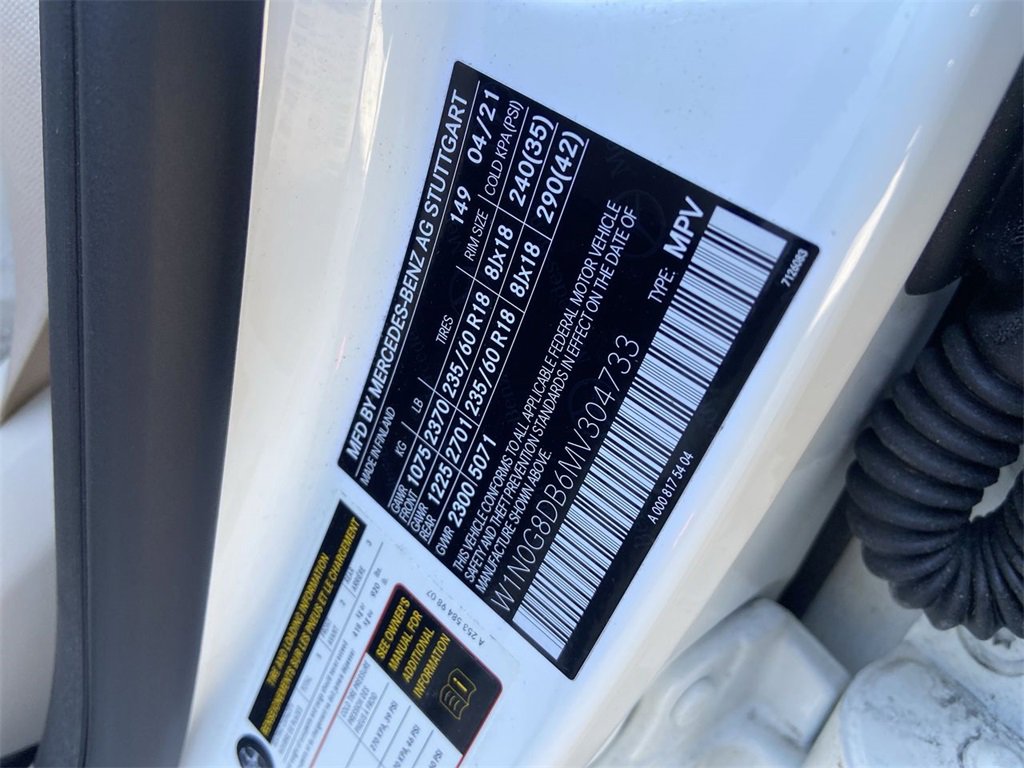 MFD BY MERCEDES-BENZ AG STUTTGART
MADE IN FINLAND 149 04/21
KG LB TIRES RIM SIZE COLD KPA(PSI)
GAWR FRONT 1075 2370 235/60 R18 8Jx18 240(35)
GAWR REAR 1225 2701 235/60 R18 8Jx18 290(42)
GWR 2300 5071
THIS VEHICLE CONFORMS TO ALL APPLICABLE FEDERAL MOTOR VEHICLE
SAFETY AND THEFT PREVENTION STANDARDS IN EFFECT ON THE DATE OF
MANUFACTURE SHOWN ABOVE.
TYPE: MPV
W1N0G8DB6MV304733
7126083
A 000 817 54 04
TIRE AND LOADING INFORMATION
RENSEIGNEMENTS SUR LES PNEUS ET LE CHARGEMENT
SEE OWNER'S
MANUAL FOR
ADDITIONAL
INFORMATION
A 253 584 98 07